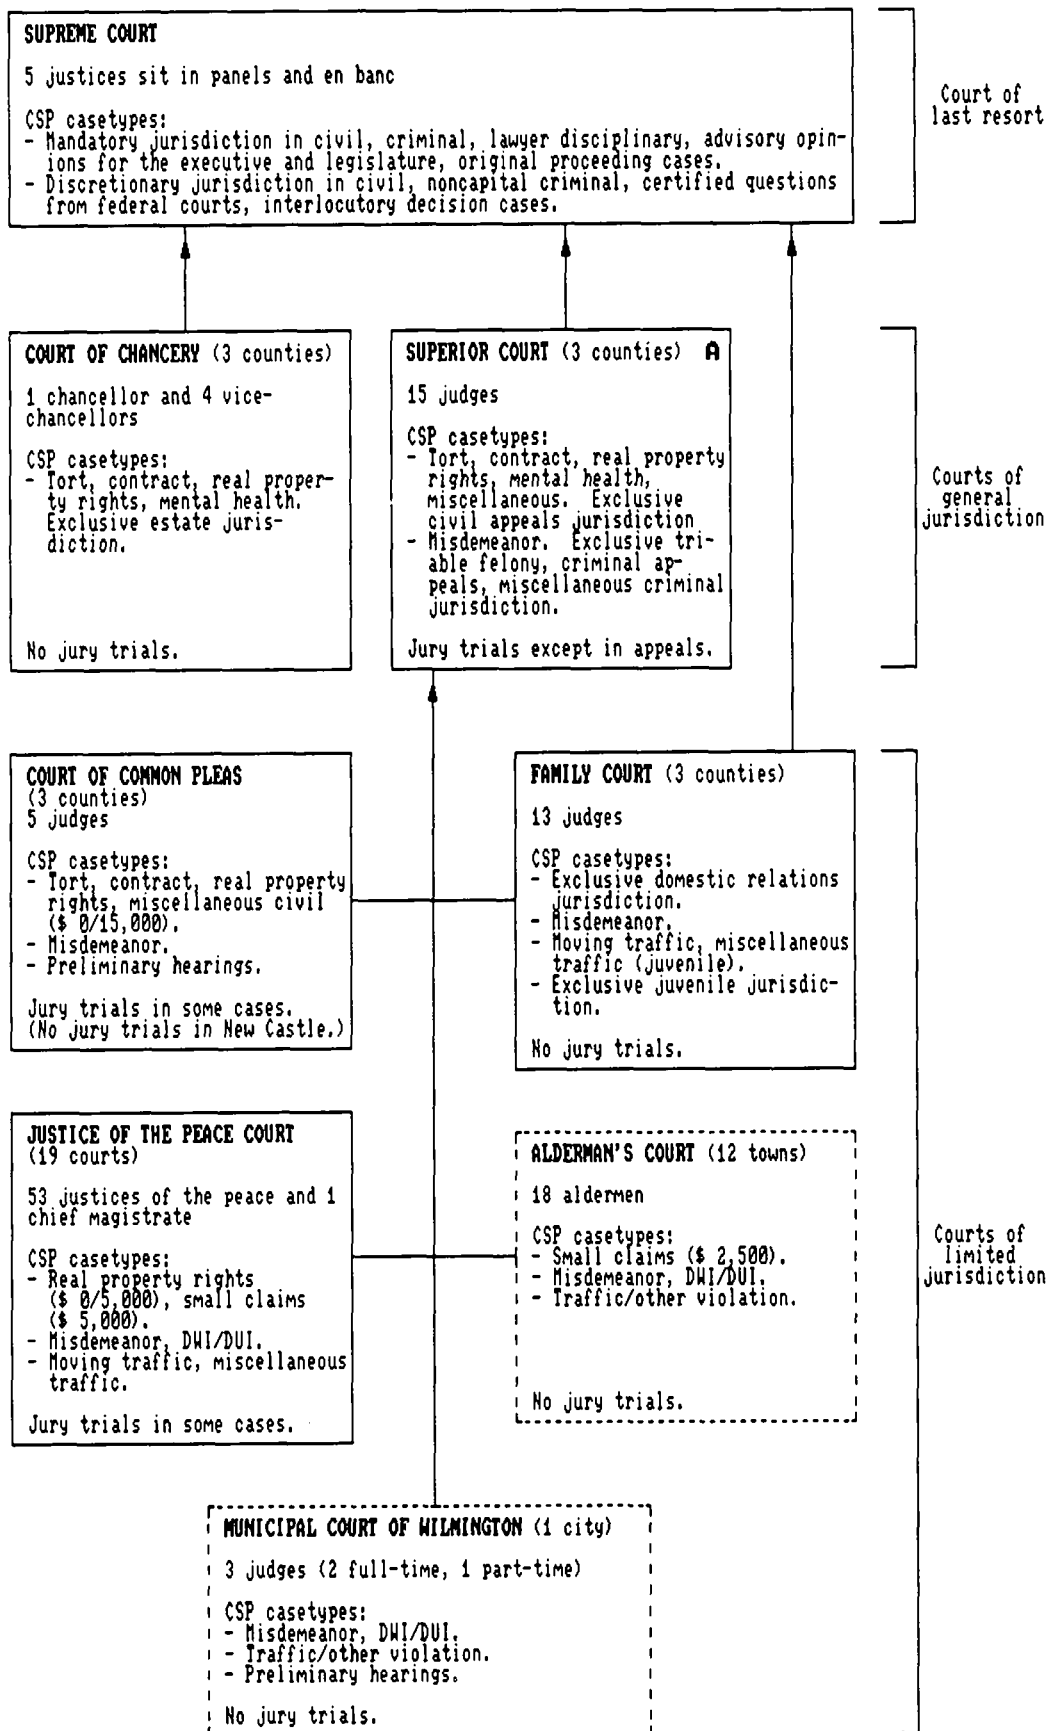 SUPREME COURT
5 justices sit in panels and en banc
CSP casetypes:
- Mandatory jurisdiction in civil, criminal, lawyer disciplinary, advisory opin-
ions for the executive and legislature, original proceeding cases.
- Discretionary jurisdiction in civil, noncapital criminal, certified questions
from federal courts, interlocutory decision cases.
Court of
last resort
COURT OF CHANCERY (3 counties)
1 chancellor and 4 vice-
chancellors
CSP casetypes:
- Tort, contract, real proper-
ty rights, mental health.
Exclusive estate juris-
diction.
No jury trials.
SUPERIOR COURT (3 counties) A
15 judges
CSP casetypes:
- Tort, contract, real property
rights, mental health,
miscellaneous. Exclusive
civil appeals jurisdiction
- Misdemeanor. Exclusive tri-
able felony, criminal ap-
peals, miscellaneous criminal
jurisdiction.
Jury trials except in appeals.
Courts of
general
jurisdiction
COURT OF COMMON PLEAS
(3 counties)
5 judges
CSP casetypes:
- Tort, contract, real property
rights, miscellaneous civil
($ 0/15,000).
- Misdemeanor.
- Preliminary hearings.
Jury trials in some cases.
(No jury trials in New Castle.)
FAMILY COURT (3 counties)
13 judges
CSP casetypes:
- Exclusive domestic relations
jurisdiction.
- Misdemeanor.
- Moving traffic, miscellaneous
traffic (juvenile).
- Exclusive juvenile jurisdic-
tion.
No jury trials.
JUSTICE OF THE PEACE COURT
(19 courts)
53 justices of the peace and 1
chief magistrate
CSP casetypes:
- Real property rights
($ 0/5,000), small claims
($ 5,000).
- Misdemeanor, DWI/DUI.
- Moving traffic, miscellaneous
traffic.
Jury trials in some cases.
ALDERMAN'S COURT (12 towns)
18 aldermen
CSP casetypes:
- Small claims ($ 2,500).
- Misdemeanor, DWI/DUI.
- Traffic/other violation.
No jury trials.
Courts of
limited
jurisdiction
MUNICIPAL COURT OF WILMINGTON (1 city)
3 judges (2 full-time, 1 part-time)
CSP casetypes:
- Misdemeanor, DWI/DUI.
- Traffic/other violation.
- Preliminary hearings.
No jury trials.